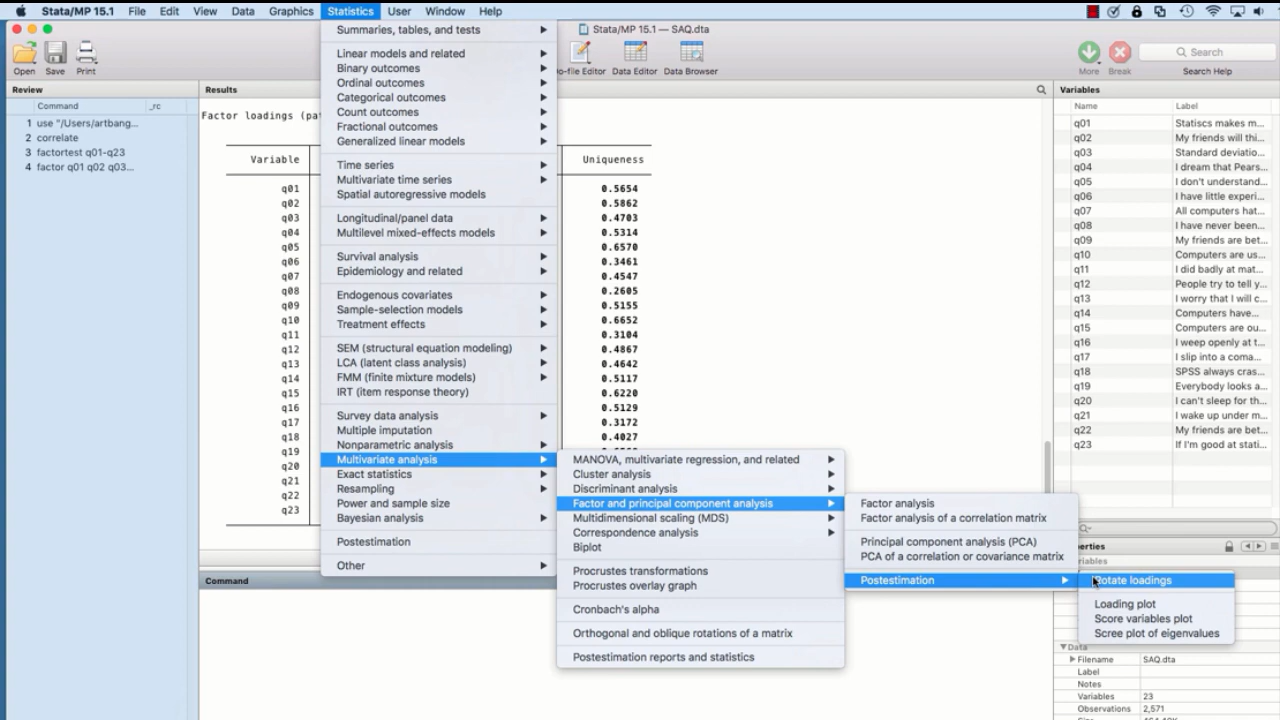 Stata/MP 15.1 File Edit View Data Graphics Statistics User Window Help
Stata/MP 15.1 — SAQ.dta
Open Save Print
o-file Editor Data Editor Data Browser
More Break
Search
Search Help
Review
Command _rc
1 use "/Users/artbang...
2 correlate
3 factortest q01-q23
4 factor q01 q02 q03...
Results
Factor loadings (pa
Variable Uniqueness
q01 0.5654
q02 0.5862
q03 0.4703
q04 0.5314
q05 0.6570
q06 0.3461
q07 0.4547
q08 0.2605
q09 0.5155
q10 0.6652
q11 0.3104
q12 0.4867
q13 0.4642
q14 0.5117
q15 0.6220
q16 0.5129
q17 0.3172
q18 0.4027
q19
q20
q21
q22
q23
Command
Summaries, tables, and tests
Linear models and related
Binary outcomes
Ordinal outcomes
Categorical outcomes
Count outcomes
Fractional outcomes
Generalized linear models
Time series
Multivariate time series
Spatial autoregressive models
Longitudinal/panel data
Multilevel mixed-effects models
Survival analysis
Epidemiology and related
Endogenous covariates
Sample-selection models
Treatment effects
SEM (structural equation modeling)
LCA (latent class analysis)
FMM (finite mixture models)
IRT (item response theory)
Survey data analysis
Multiple imputation
Nonparametric analysis
Multivariate analysis
Exact statistics
Resampling
Power and sample size
Bayesian analysis
Postestimation
Other
MANOVA, multivariate regression, and related
Cluster analysis
Discriminant analysis
Factor and principal component analysis
Multidimensional scaling (MDS)
Correspondence analysis
Biplot
Procrustes transformations
Procrustes overlay graph
Cronbach's alpha
Orthogonal and oblique rotations of a matrix
Postestimation reports and statistics
Factor analysis
Factor analysis of a correlation matrix
Principal component analysis (PCA)
PCA of a correlation or covariance matrix
Postestimation
Rotate loadings
Loading plot
Score variables plot
Scree plot of eigenvalues
Variables
Name Label
q01 Statiscs makes m...
q02 My friends will thi...
q03 Standard deviatio...
q04 I dream that Pears...
q05 I don't understand...
q06 I have little experi...
q07 All computers hat...
q08 I have never been...
q09 My friends are bet...
q10 Computers are us...
q11 I did badly at mat...
q12 People try to tell y...
q13 I worry that I will c...
q14 Computers have...
q15 Computers are ou...
q16 I weep openly at t...
q17 I slip into a coma...
q18 SPSS always cras...
q19 Everybody looks a...
q20 I can't sleep for th...
q21 I wake up under m...
q22 My friends are bet...
q23 If I'm good at stati...
erties
riables
Data
Filename SAQ.dta
Label
Notes
Variables 23
Observations 2,571